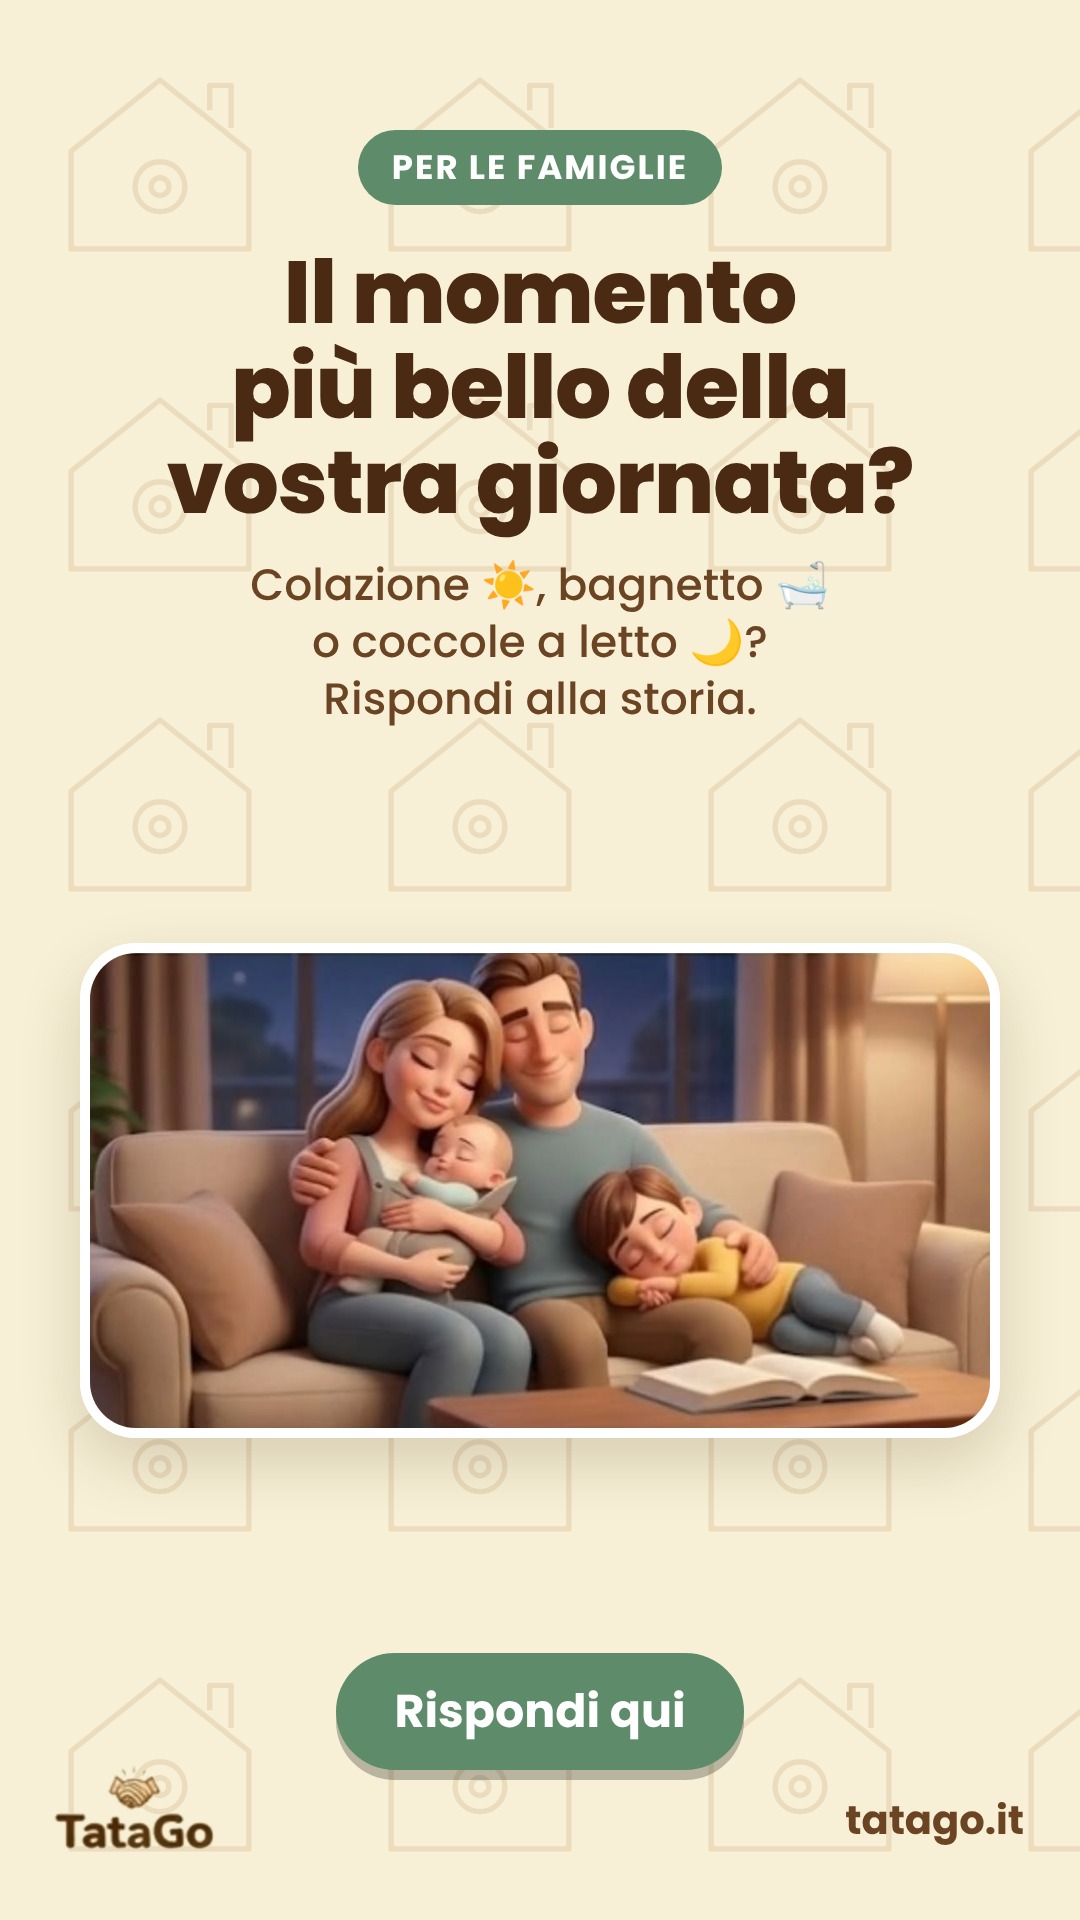 PER LE FAMIGLIE
Il momento
più bello della
vostra giornata?
Colazione ☀️, bagnetto 🛁
o coccole a letto 🌙?
Rispondi alla storia.
Rispondi qui
TataGo
tatago.it